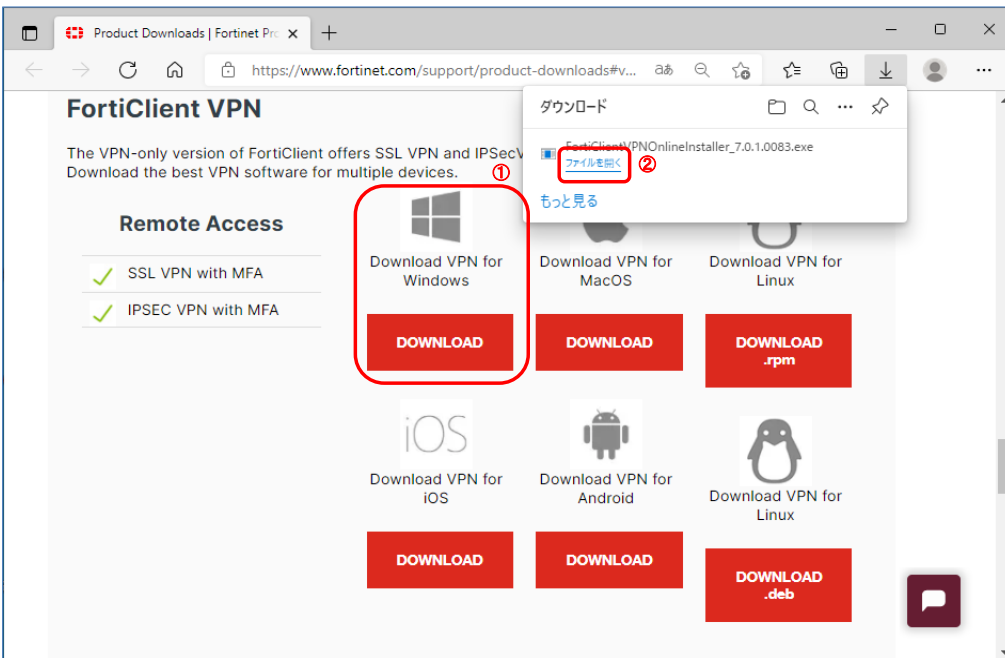 Product Downloads | Fortinet Pro
https://www.fortinet.com/support/product-downloads#v...
aあ
ダウンロード
FortiClientVPNOnlineInstaller_7.0.1.0083.exe
ファイルを開く
②
もっと見る
FortiClient VPN
The VPN-only version of FortiClient offers SSL VPN and IPSecV
Download the best VPN software for multiple devices.
①
Remote Access
SSL VPN with MFA
IPSEC VPN with MFA
Download VPN for
Windows
DOWNLOAD
Download VPN for
MacOS
DOWNLOAD
Download VPN for
Linux
DOWNLOAD
.rpm
iOS
Download VPN for
iOS
DOWNLOAD
Download VPN for
Android
DOWNLOAD
Download VPN for
Linux
DOWNLOAD
.deb